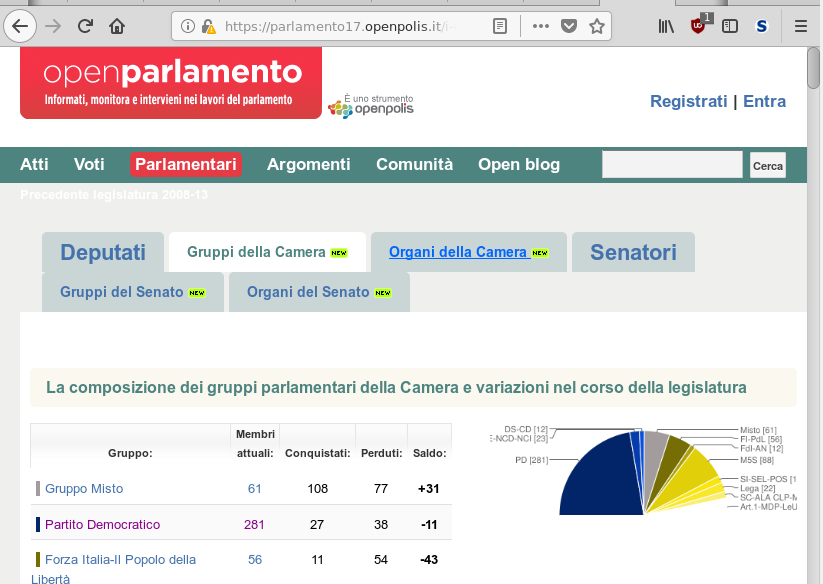 1
https://parlamento17.openpolis.it/
openparlamento
Informati, monitora e intervieni nei lavori del parlamento
È uno strumento
openpolis
Registrati | Entra
Atti Voti Parlamentari Argomenti Comunità Open blog Cerca
Precedente legislatura 2008-13
Deputati Gruppi della Camera NEW Organi della Camera NEW Senatori
Gruppi del Senato NEW Organi del Senato NEW
La composizione dei gruppi parlamentari della Camera e variazioni nel corso della legislatura
Gruppo: Membri attuali: Conquistati: Perduti: Saldo:
Gruppo Misto 61 108 77 +31
Partito Democratico 281 27 38 -11
Forza Italia-Il Popolo della 56 11 54 -43
Libertà
DS-CD [12]
E-NCD-NCI [23]
PD [281]
Misto [61]
FI-PdL [56]
FdI-AN [12]
M5S [88]
SI-SEL-POS [1
Lega [22]
SC-ALA CLP-M
Art.1-MDP-LeU